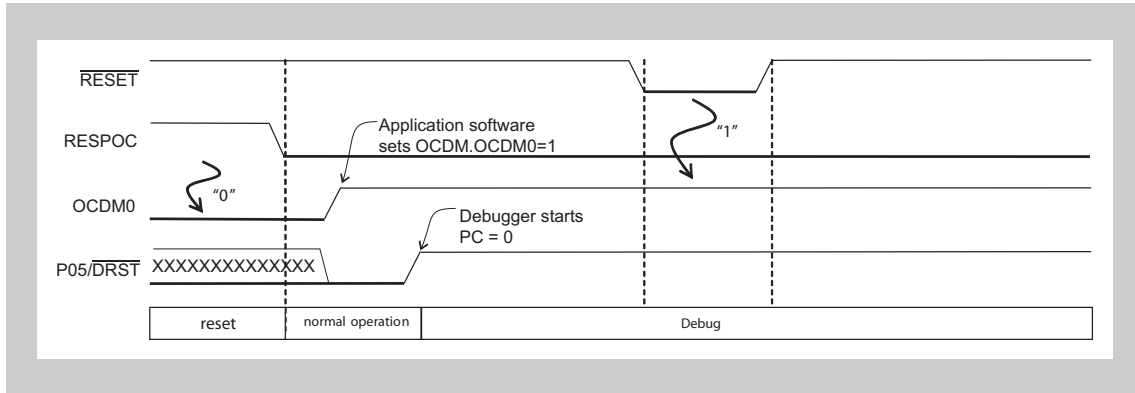 RESET
RESPOC
Application software
sets OCDM.OCDM0=1
"1"
"0"
OCDM0
Debugger starts
PC = 0
P05/DRST XXXXXXXXXXXXXX
reset normal operation Debug